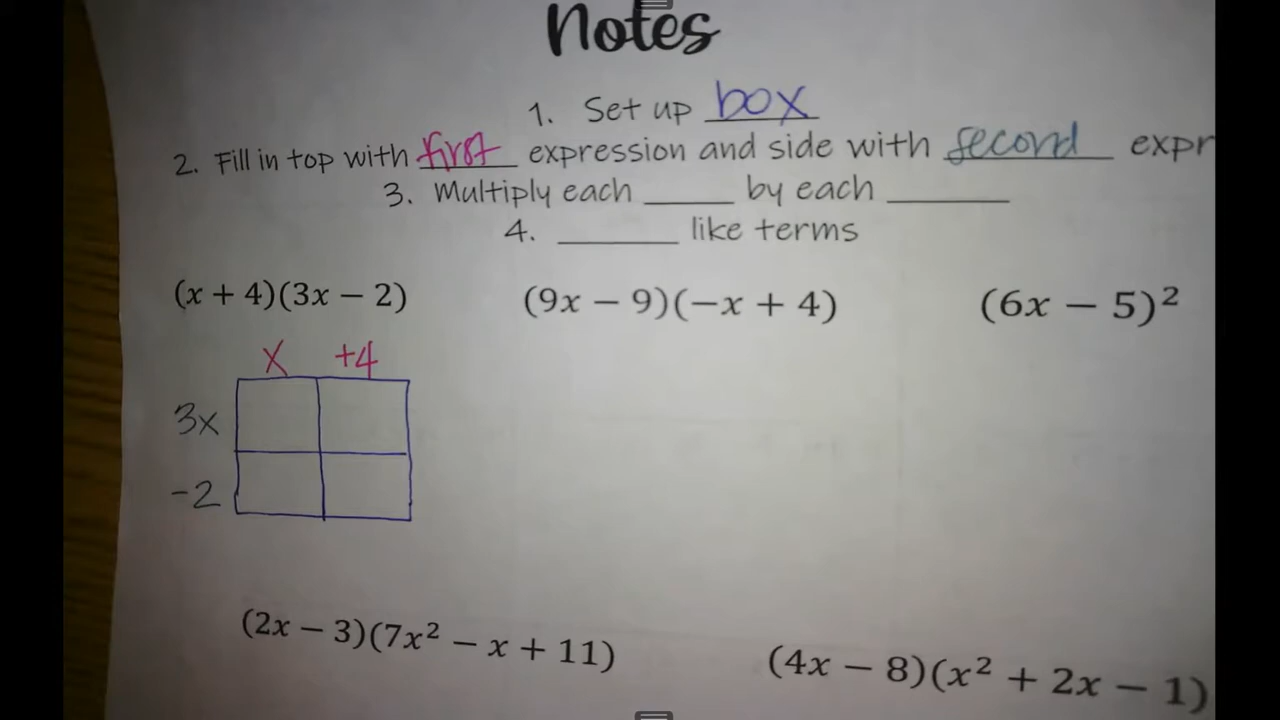 Notes
1. Set up box
2. Fill in top with first expression and side with second expr
3. Multiply each _____ by each _____
4. _____ like terms
(x + 4)(3x − 2) (9x − 9)(−x + 4) (6x − 5)²
x +4
3x
-2
(2x − 3)(7x² − x + 11) (4x − 8)(x² + 2x − 1)